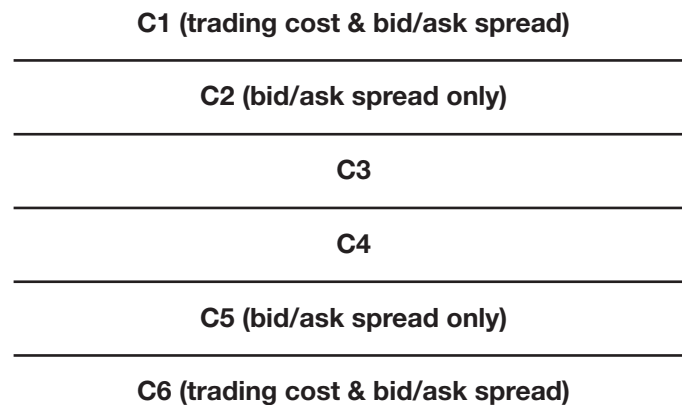 C1 (trading cost & bid/ask spread)
C2 (bid/ask spread only)
C3
C4
C5 (bid/ask spread only)
C6 (trading cost & bid/ask spread)